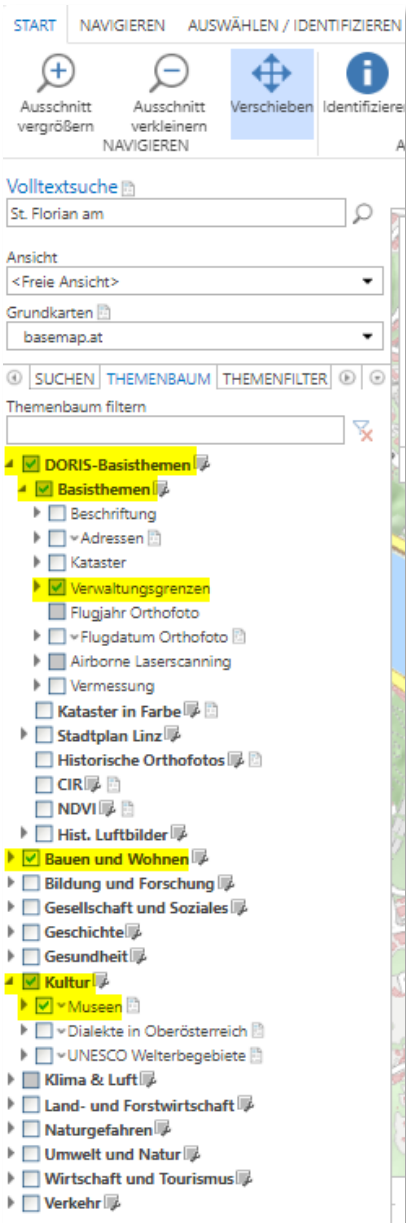 START NAVIGIEREN AUSWÄHLEN / IDENTIFIZIEREN
Ausschnitt vergrößern Ausschnitt verkleinern Verschieben Identifiziere
NAVIGIEREN A
Volltextsuche
St. Florian am
Ansicht
<Freie Ansicht>
Grundkarten
basemap.at
SUCHEN THEMENBAUM THEMENFILTER
Themenbaum filtern
DORIS-Basisthemen
Basisthemen
Beschriftung
Adressen
Kataster
Verwaltungsgrenzen
Flugjahr Orthofoto
Flugdatum Orthofoto
Airborne Laserscanning
Vermessung
Kataster in Farbe
Stadtplan Linz
Historische Orthofotos
CIR
NDVI
Hist. Luftbilder
Bauen und Wohnen
Bildung und Forschung
Gesellschaft und Soziales
Geschichte
Gesundheit
Kultur
Museen
Dialekte in Oberösterreich
UNESCO Welterbegebiete
Klima & Luft
Land- und Forstwirtschaft
Naturgefahren
Umwelt und Natur
Wirtschaft und Tourismus
Verkehr